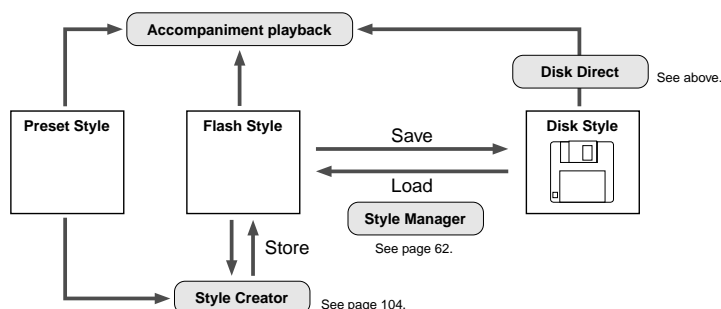 Accompaniment playback
Disk Direct
See above.
Preset Style
Flash Style
Disk Style
Save
Load
Style Manager
See page 62.
Store
Style Creator
See page 104.